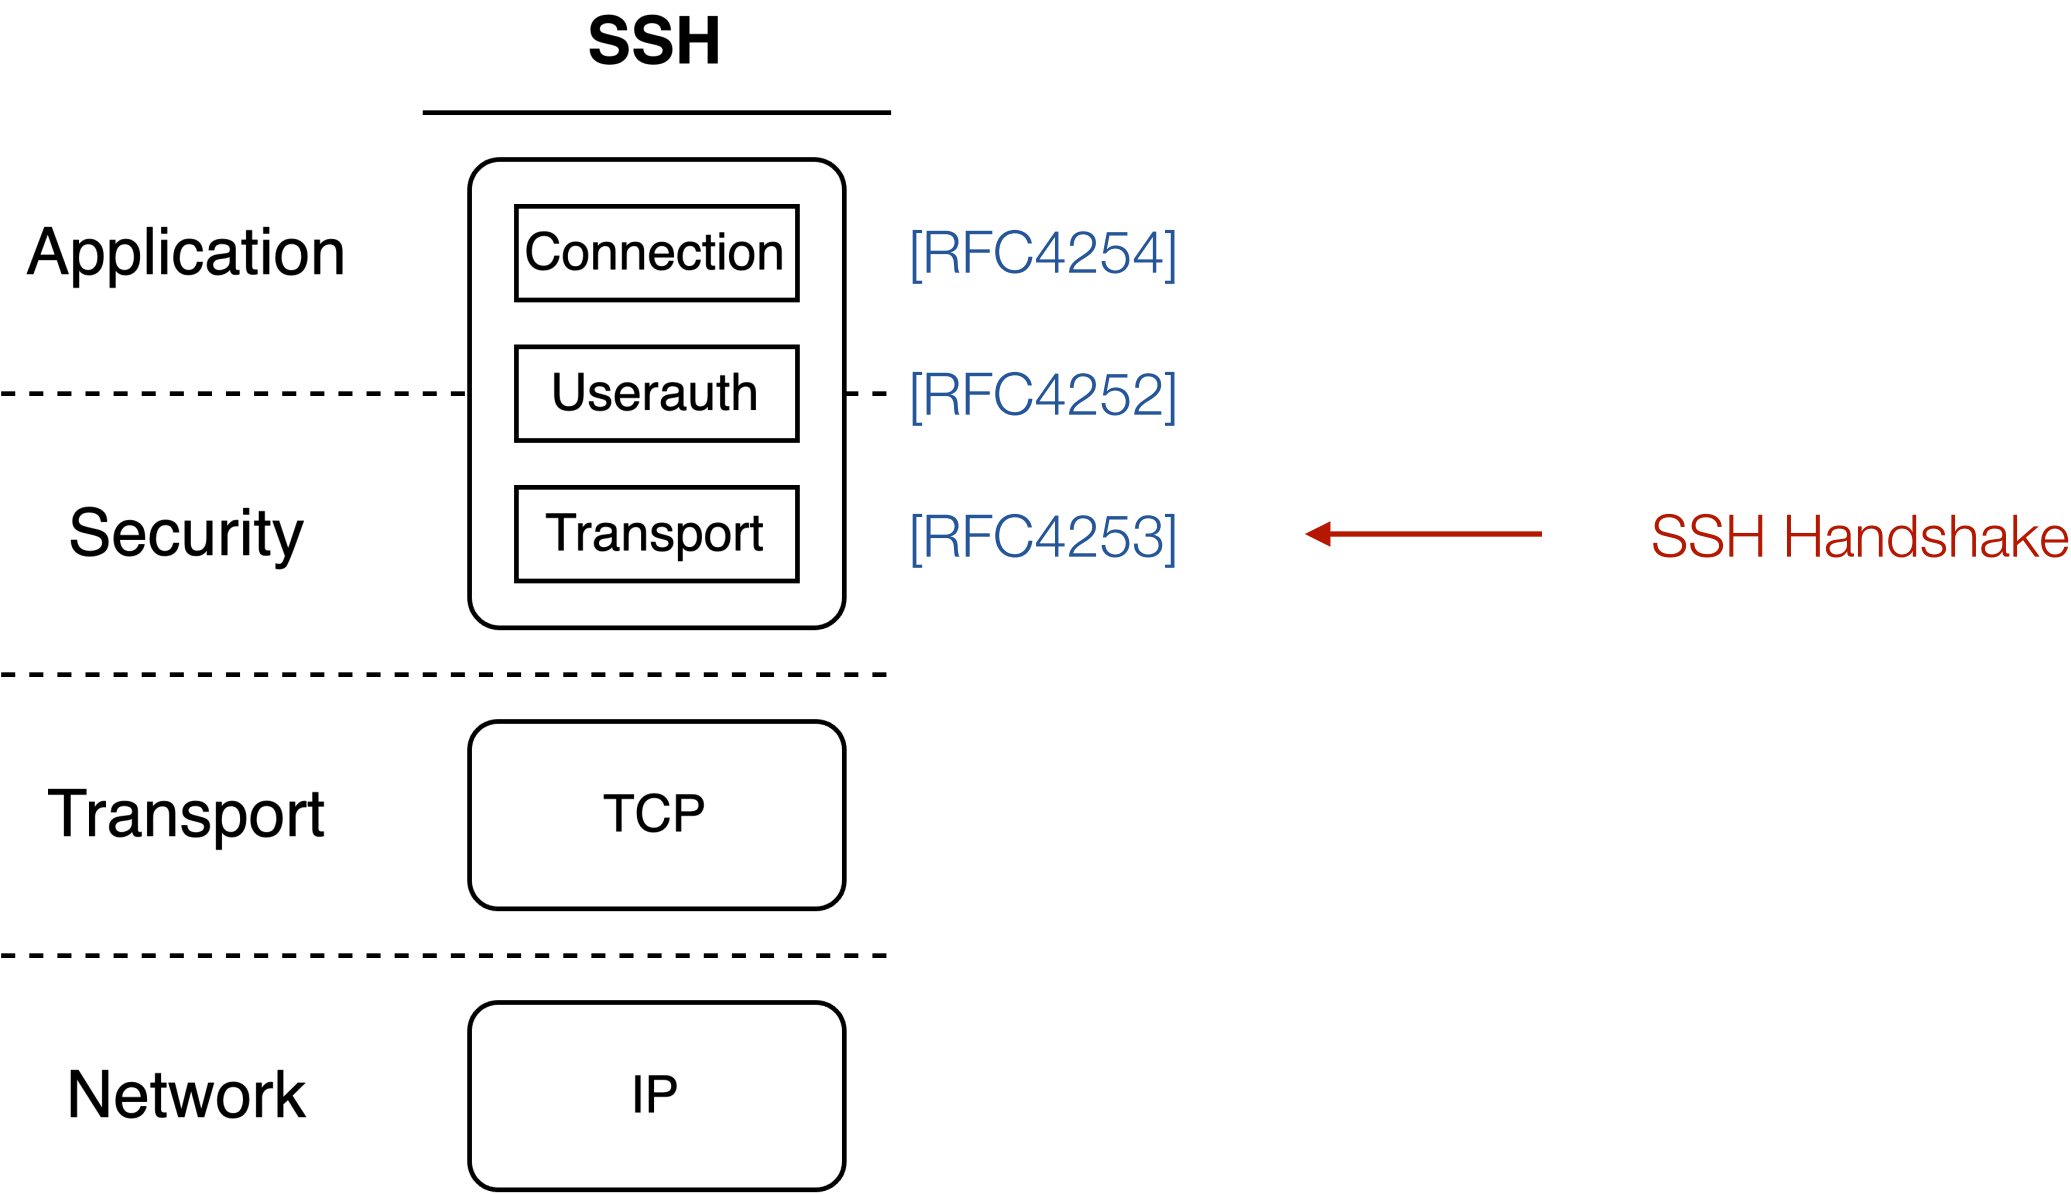 SSH
Application
Connection
[RFC4254]
Userauth
[RFC4252]
Security
Transport
[RFC4253]
SSH Handshake
Transport
TCP
Network
IP